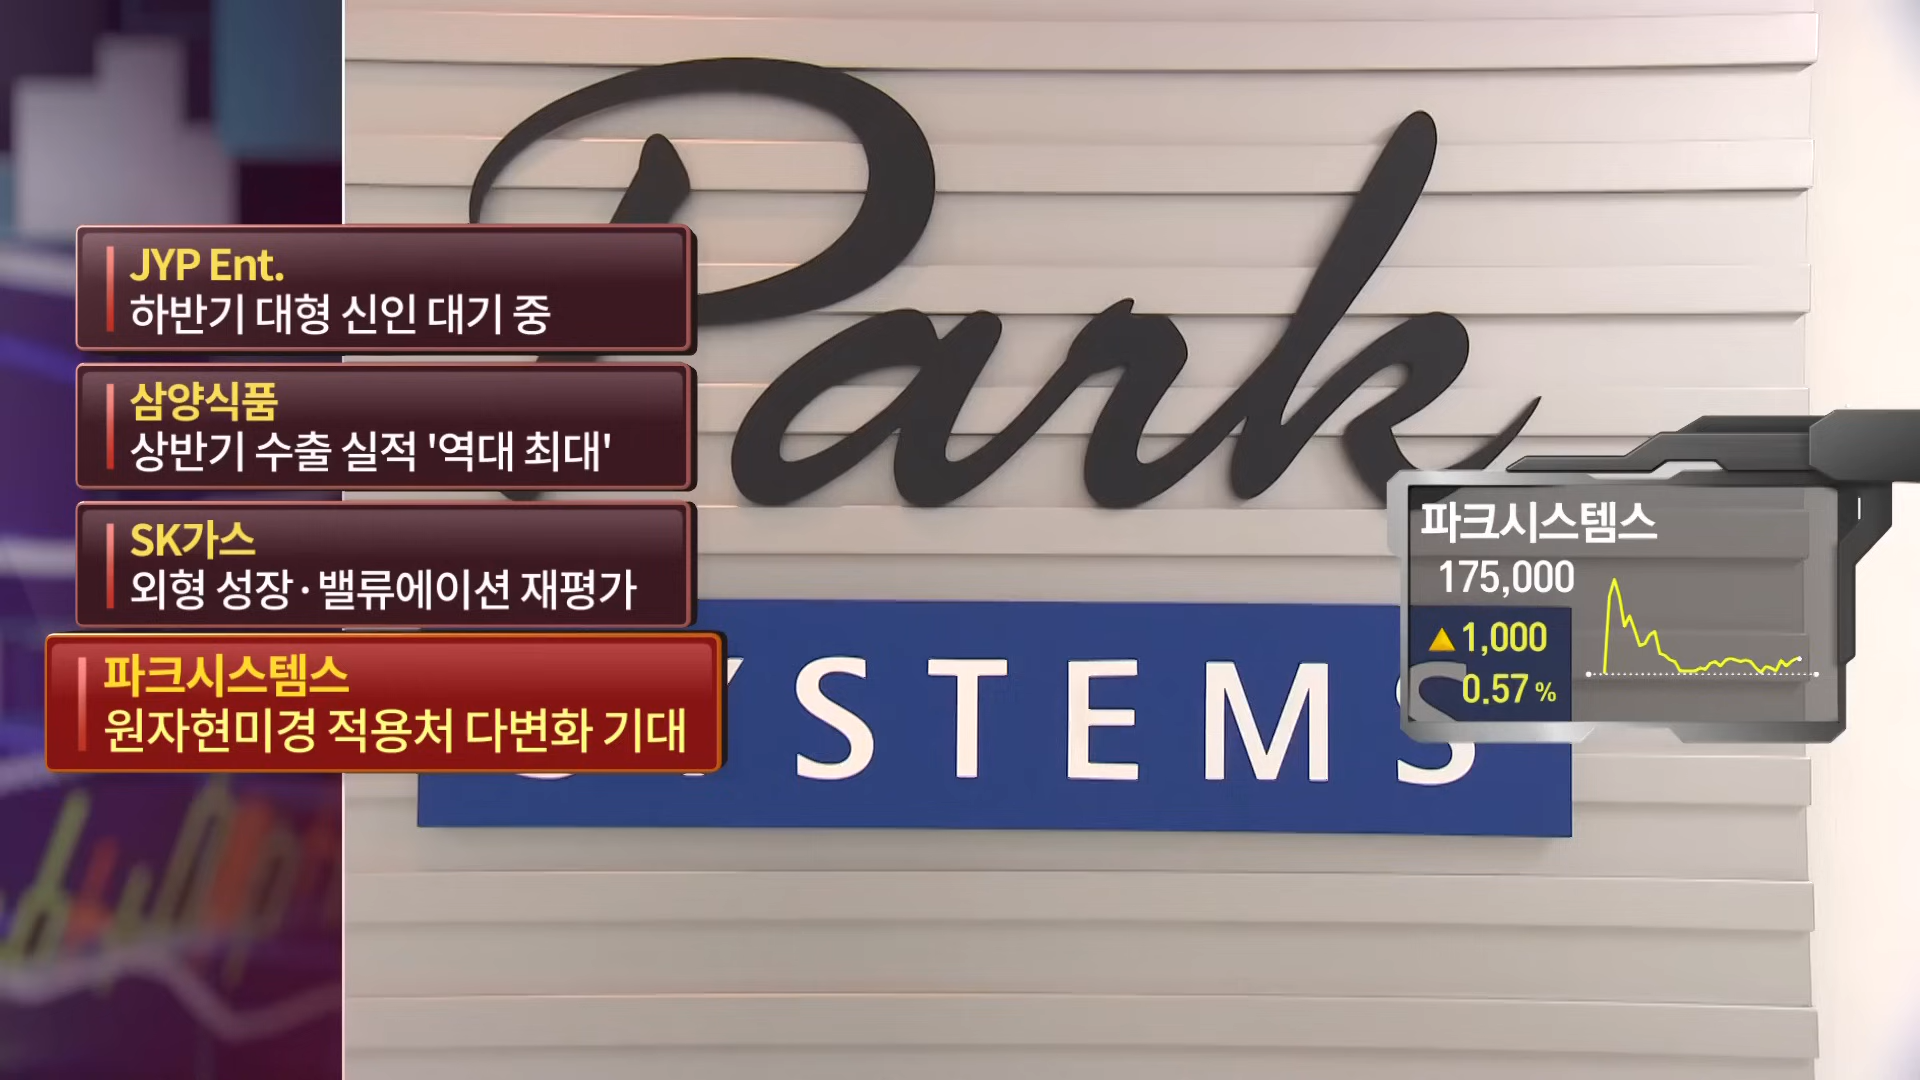 JYP Ent.
하반기 대형 신인 대기 중
삼양식품
상반기 수출 실적 '역대 최대'
SK가스
외형 성장·밸류에이션 재평가
파크시스템스
원자현미경 적용처 다변화 기대
Park
SYSTEMS
파크시스템스
175,000
▲1,000
0.57 %